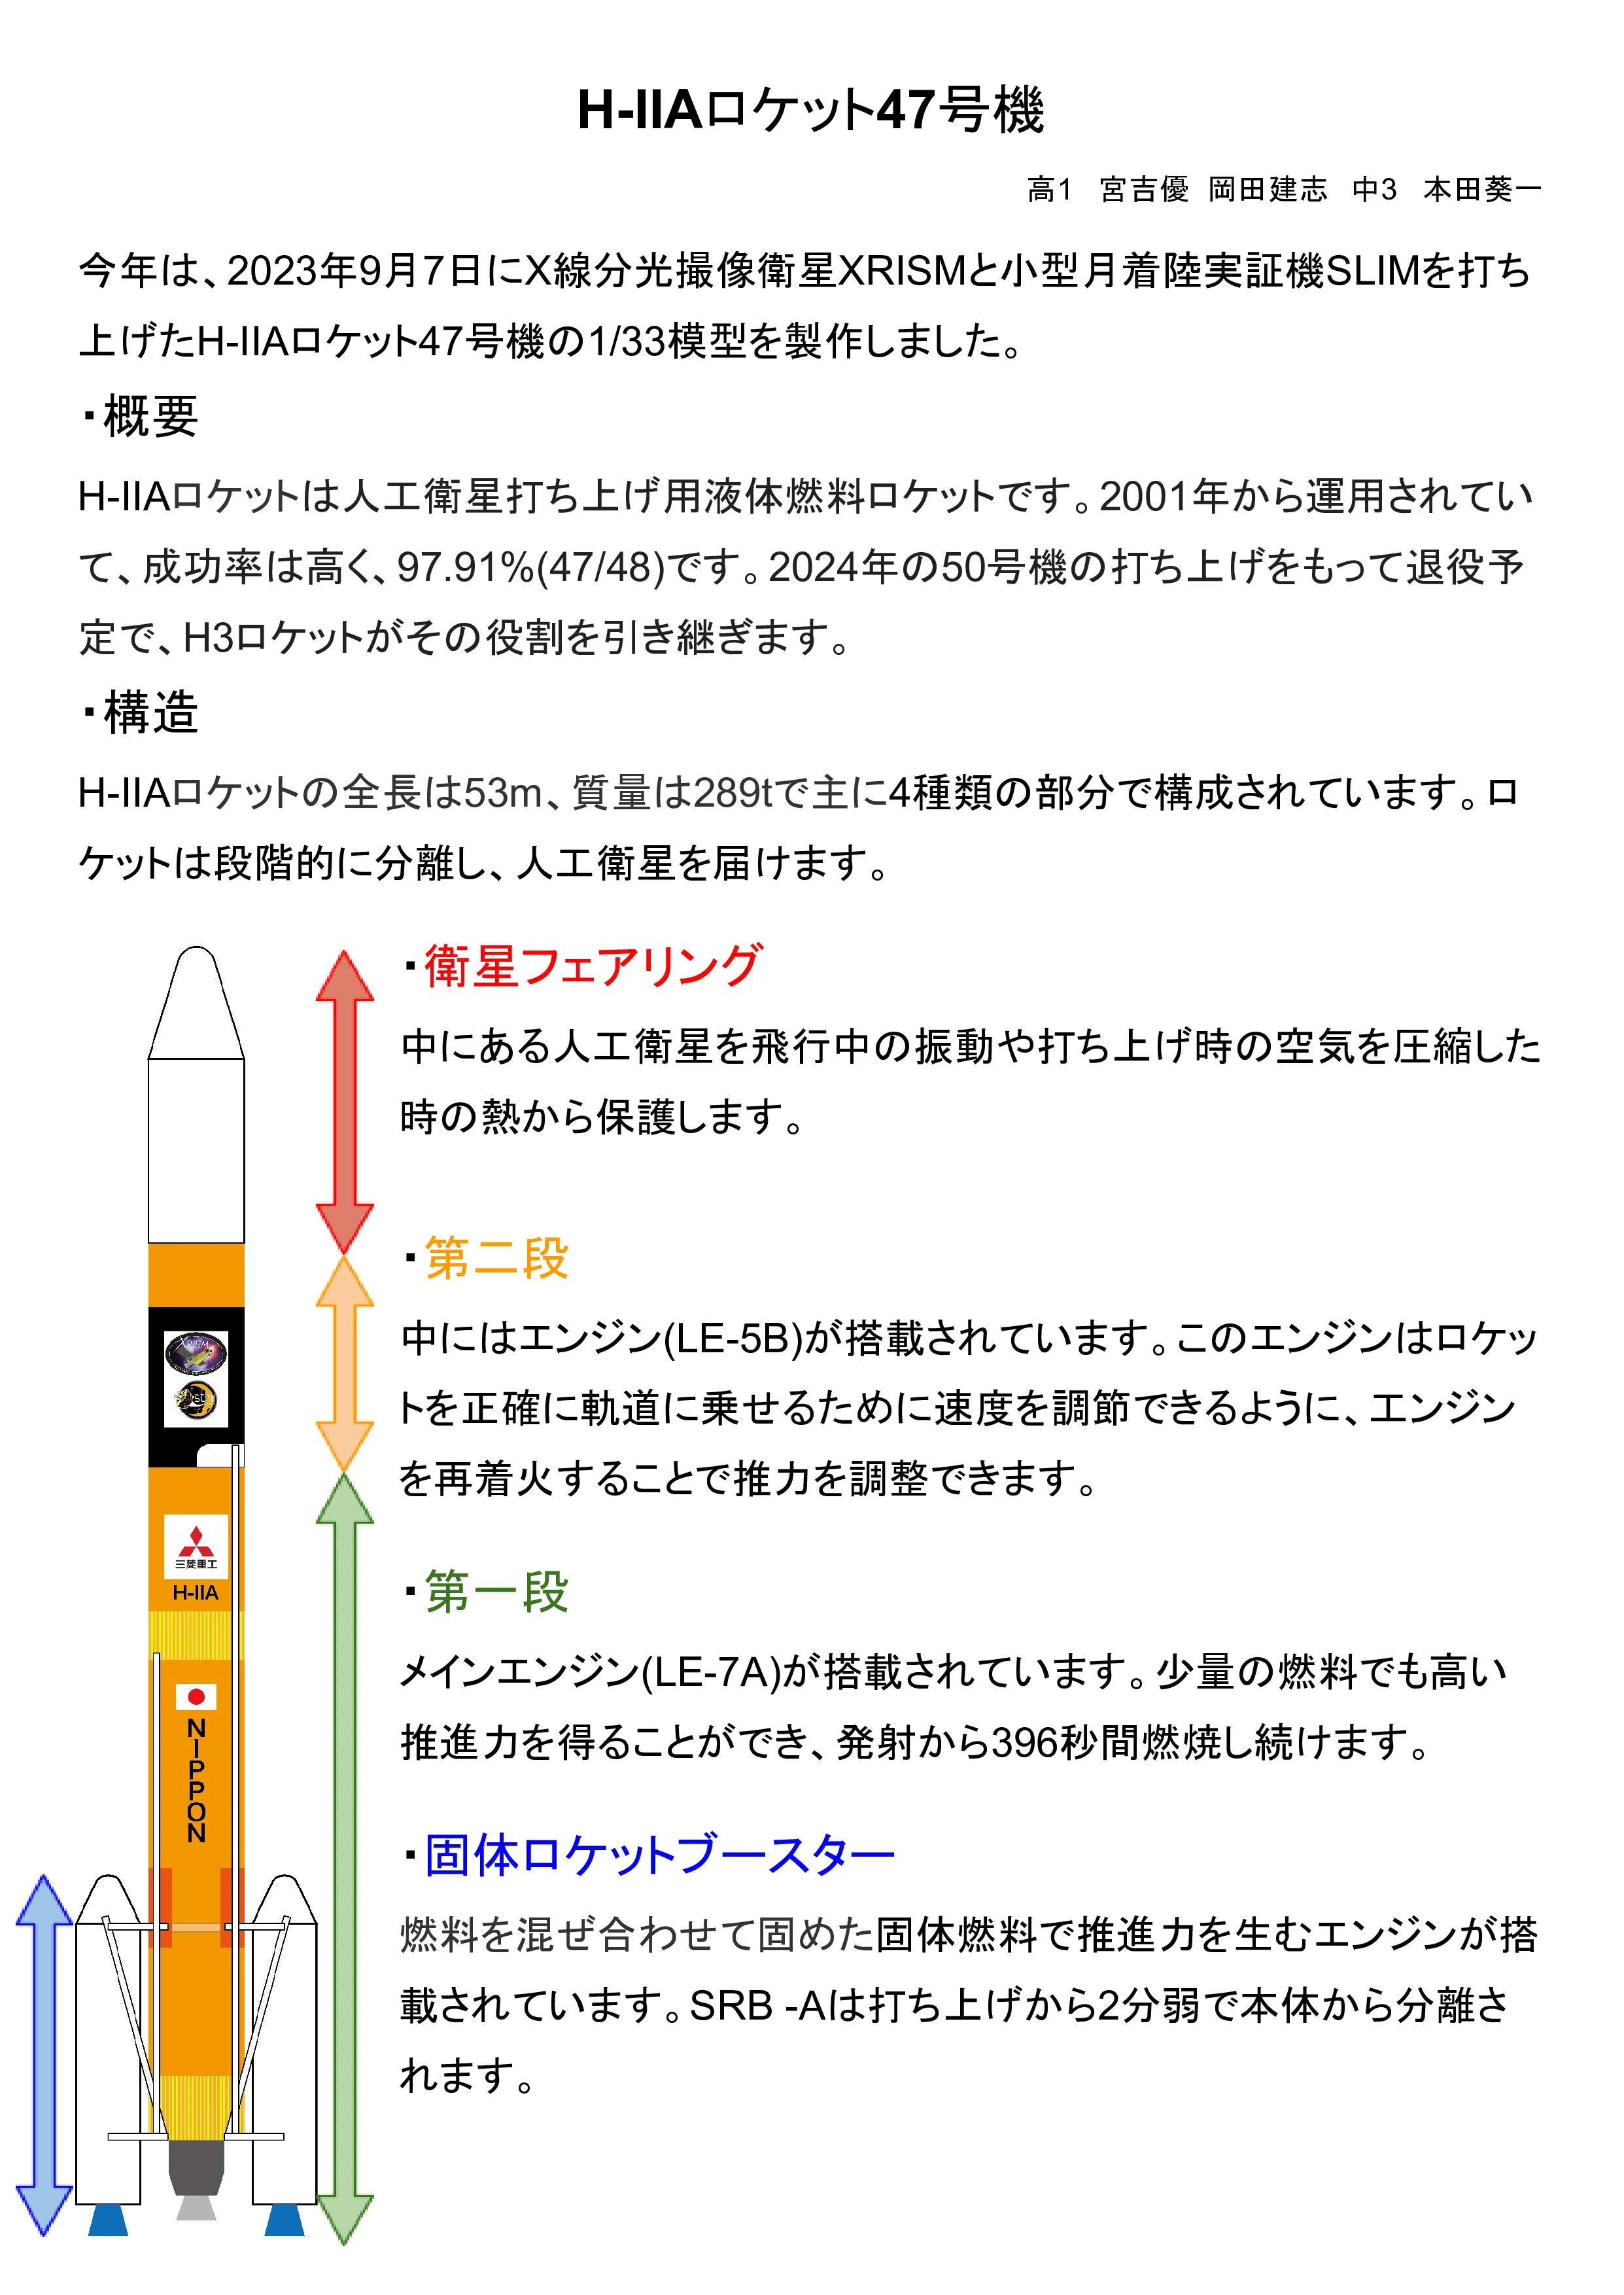 H-IIAロケット47号機
高1　宮吉優　岡田建志　中3　本田葵一
今年は、2023年9月7日にX線分光撮像衛星XRISMと小型月着陸実証機SLIMを打ち
上げたH-IIAロケット47号機の1/33模型を製作しました。
・概要
H-IIAロケットは人工衛星打ち上げ用液体燃料ロケットです。2001年から運用されてい
て、成功率は高く、97.91%(47/48)です。2024年の50号機の打ち上げをもって退役予
定で、H3ロケットがその役割を引き継ぎます。
・構造
H-IIAロケットの全長は53m、質量は289tで主に4種類の部分で構成されています。ロ
ケットは段階的に分離し、人工衛星を届けます。
・衛星フェアリング
中にある人工衛星を飛行中の振動や打ち上げ時の空気を圧縮した
時の熱から保護します。
・第二段
中にはエンジン(LE-5B)が搭載されています。このエンジンはロケッ
トを正確に軌道に乗せるために速度を調節できるように、エンジン
を再着火することで推力を調整できます。
・第一段
メインエンジン(LE-7A)が搭載されています。少量の燃料でも高い
推進力を得ることができ、発射から396秒間燃焼し続けます。
・固体ロケットブースター
燃料を混ぜ合わせて固めた固体燃料で推進力を生むエンジンが搭
載されています。SRB -Aは打ち上げから2分弱で本体から分離さ
れます。
XRISM
三菱重工
H-IIA
NIPPON